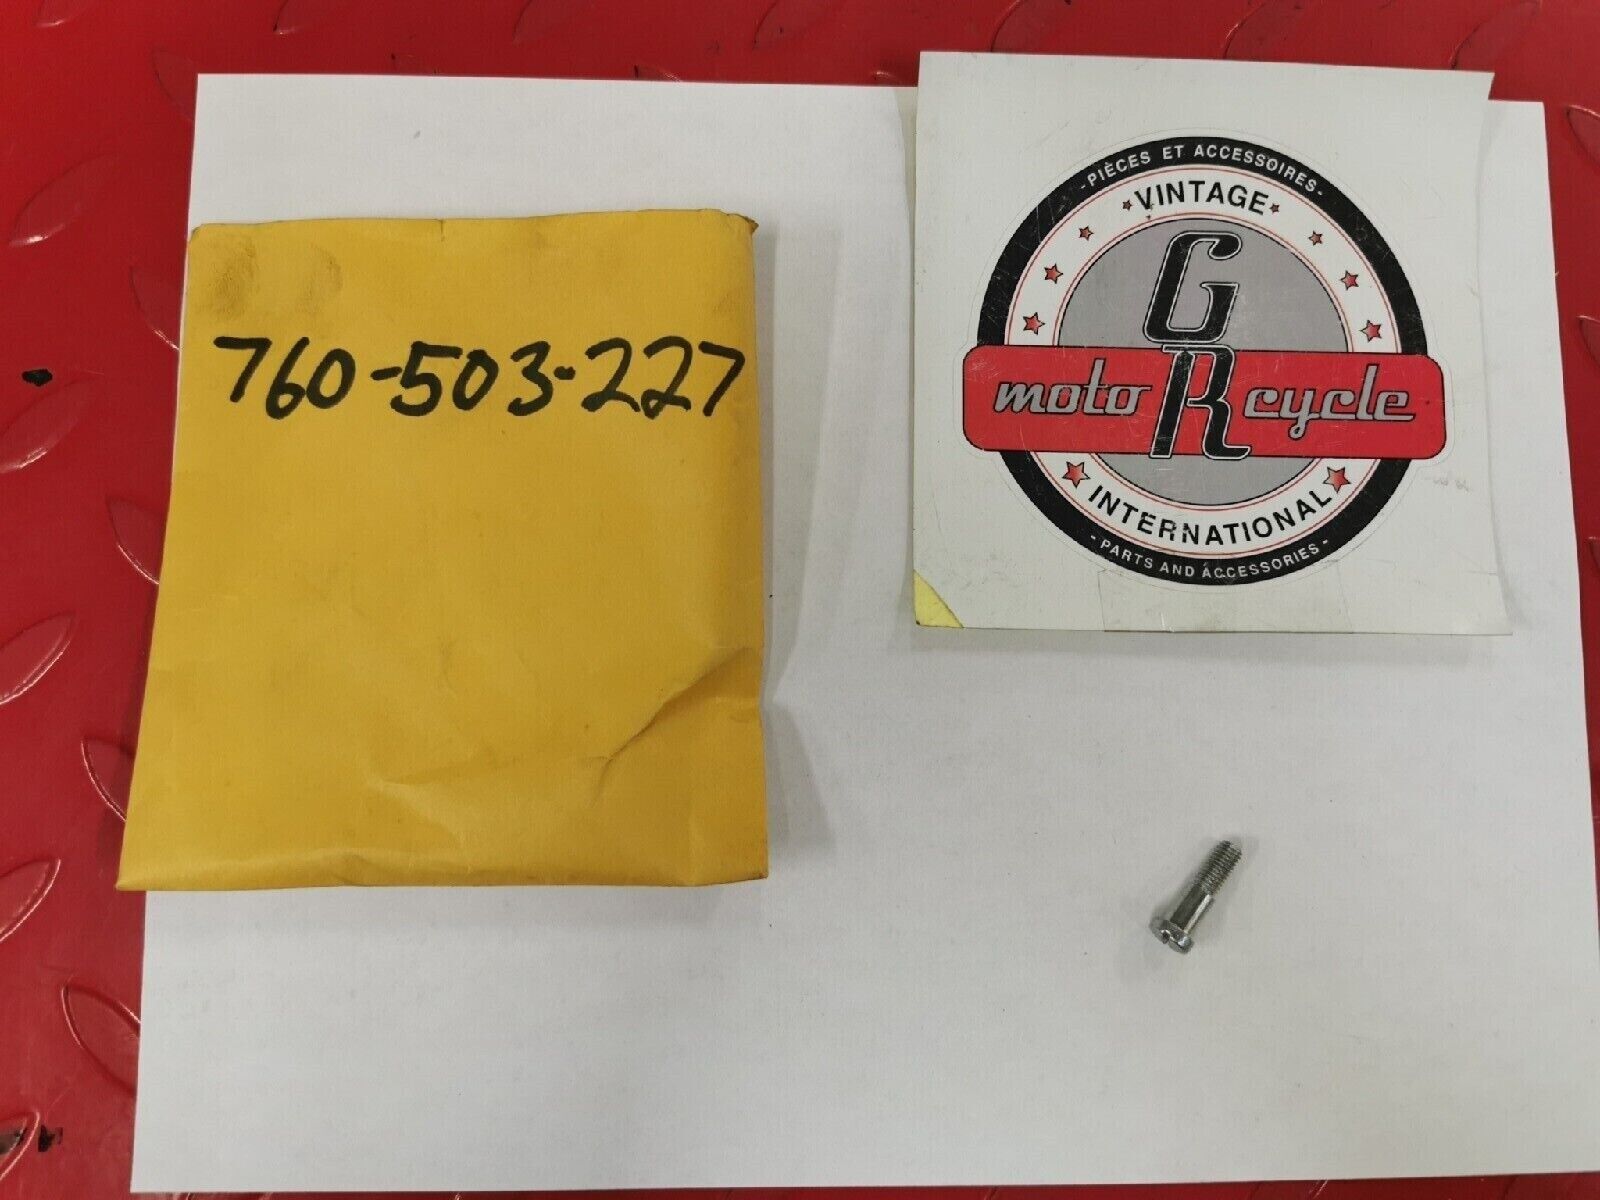 760-503-227
- PIÈCES ET ACCESSOIRES -
VINTAGE
G
moto R cycle
INTERNATIONAL
- PARTS AND ACCESSORIES -